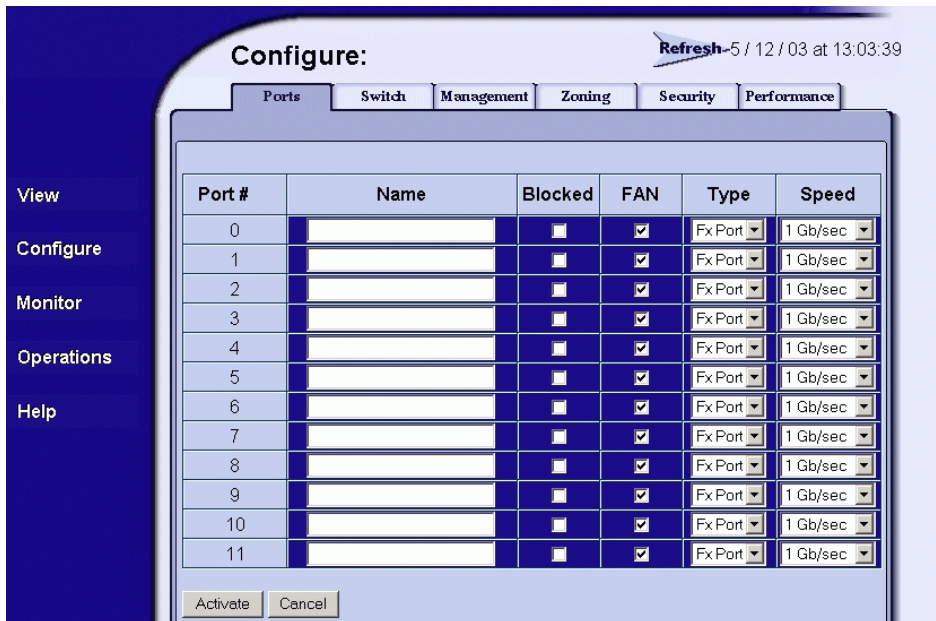 Configure:
Refresh 5 / 12 / 03 at 13:03:39
Ports Switch Management Zoning Security Performance
View
Configure
Monitor
Operations
Help
Port # Name Blocked FAN Type Speed
0 Fx Port 1 Gb/sec
1 Fx Port 1 Gb/sec
2 Fx Port 1 Gb/sec
3 Fx Port 1 Gb/sec
4 Fx Port 1 Gb/sec
5 Fx Port 1 Gb/sec
6 Fx Port 1 Gb/sec
7 Fx Port 1 Gb/sec
8 Fx Port 1 Gb/sec
9 Fx Port 1 Gb/sec
10 Fx Port 1 Gb/sec
11 Fx Port 1 Gb/sec
Activate Cancel